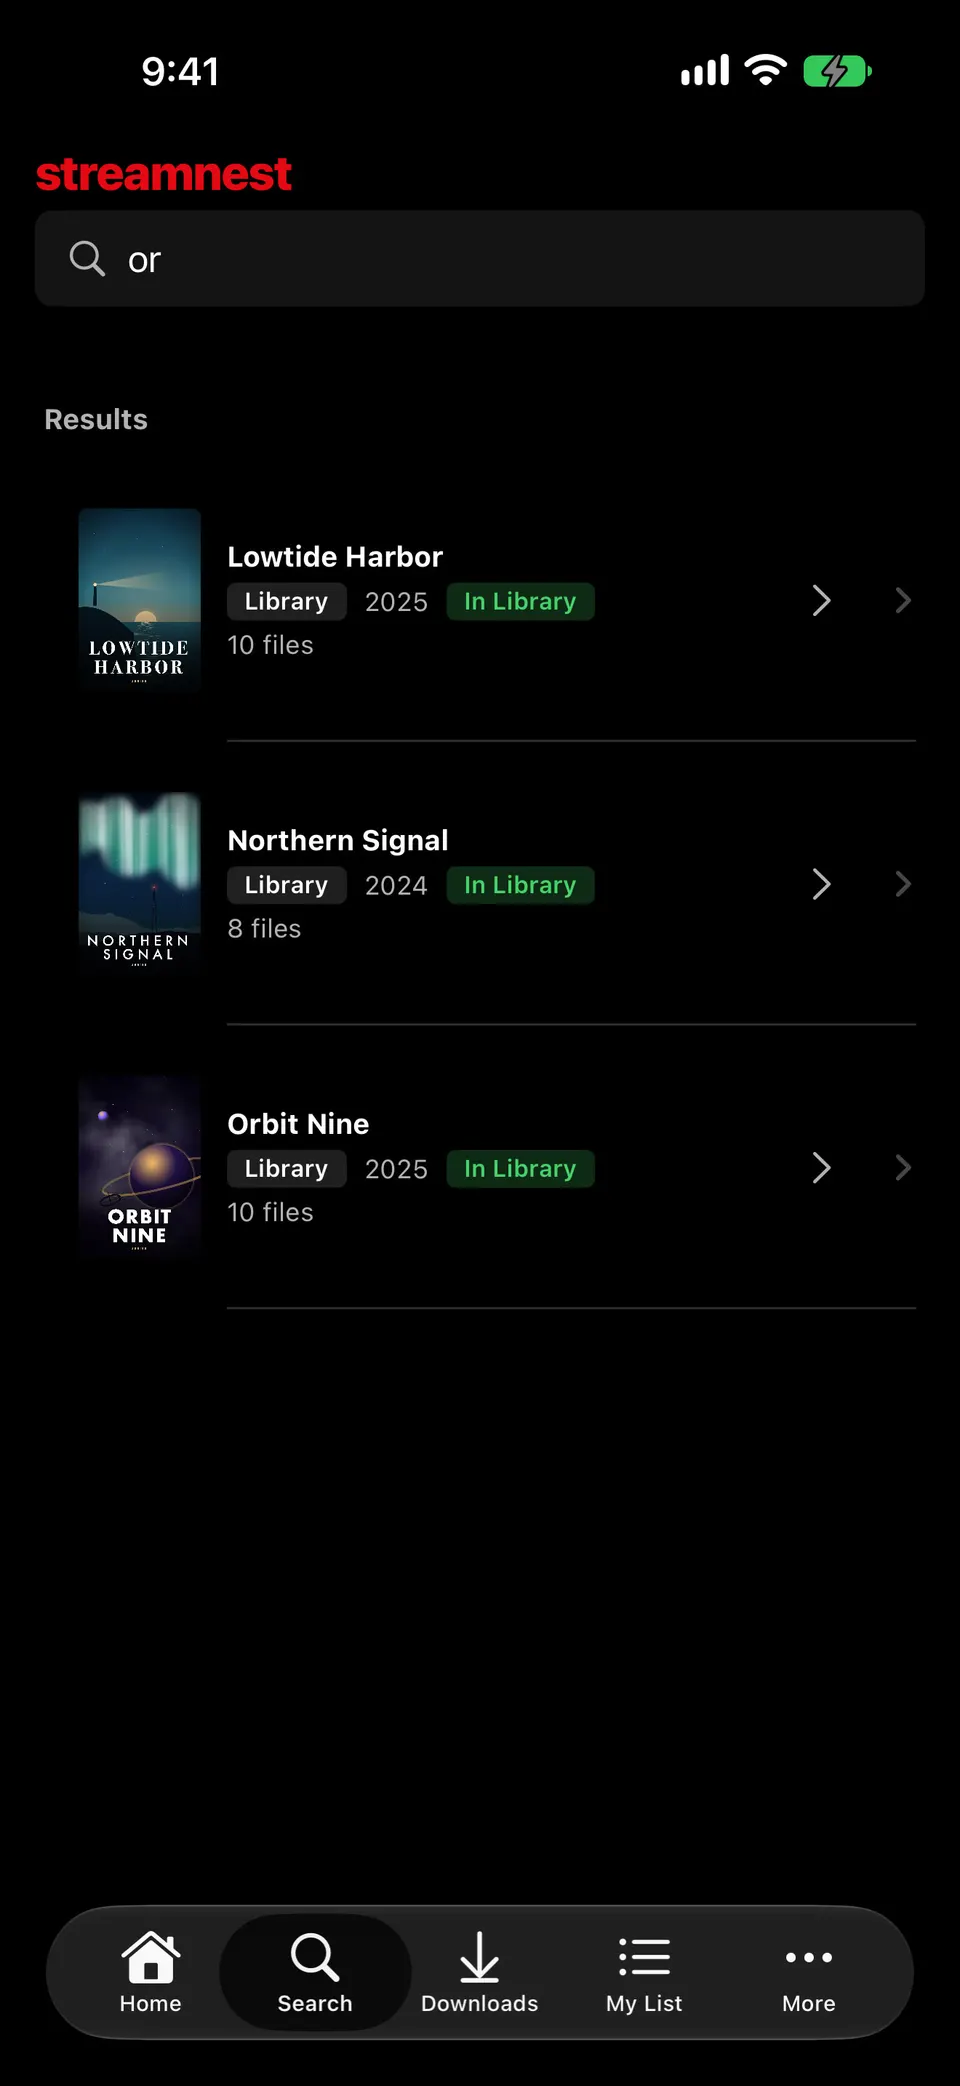 9:41
streamnest
or
Results
LOWTIDE
HARBOR
Lowtide Harbor
Library 2025 In Library
10 files
NORTHERN
SIGNAL
Northern Signal
Library 2024 In Library
8 files
ORBIT
NINE
Orbit Nine
Library 2025 In Library
10 files
Home Search Downloads My List More